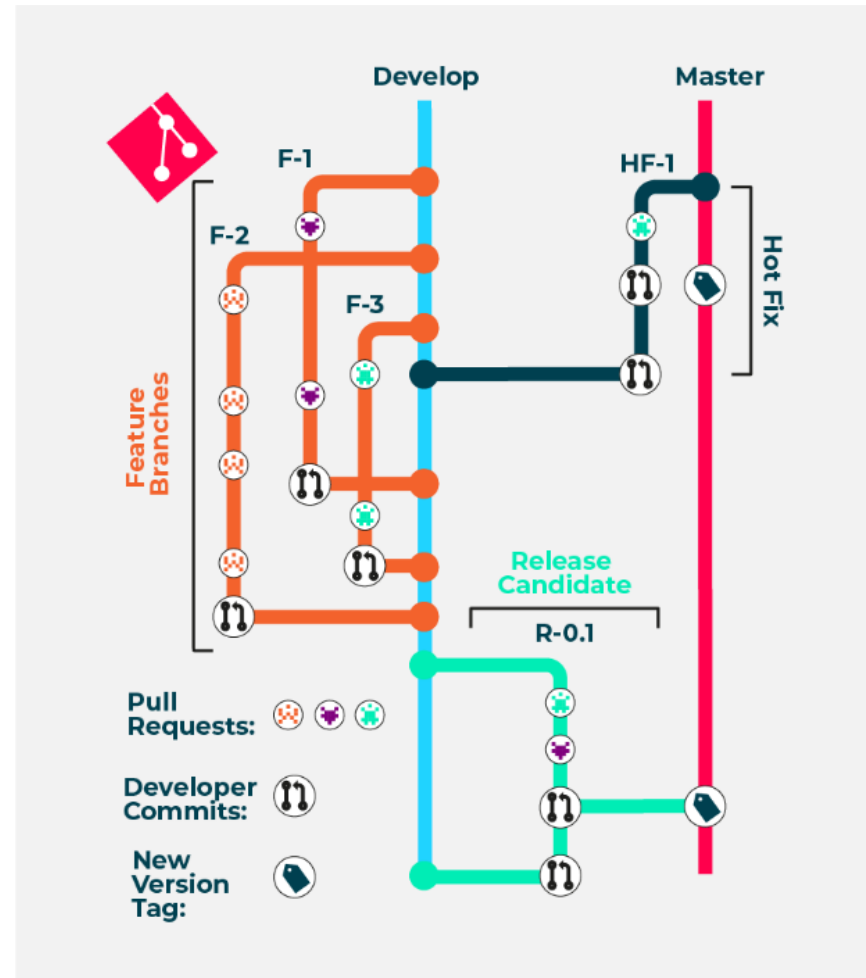 Develop
Master
F-1
HF-1
F-2
F-3
Hot Fix
Feature
Branches
Release
Candidate
R-0.1
Pull
Requests:
Developer
Commits:
New
Version
Tag: